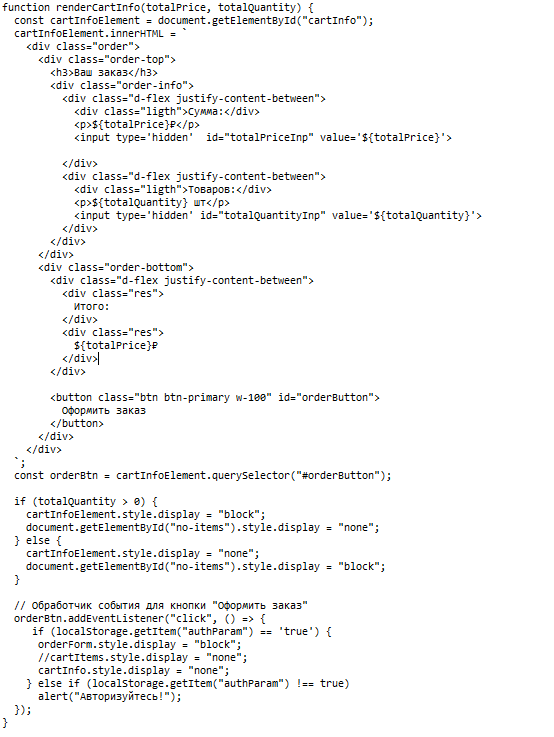 function renderCartInfo(totalPrice, totalQuantity) {
  const cartInfoElement = document.getElementById("cartInfo");
  cartInfoElement.innerHTML = `
    <div class="order">
      <div class="order-top">
        <h3>Ваш заказ</h3>
        <div class="order-info">
          <div class="d-flex justify-content-between">
            <div class="ligth">Сумма:</div>
            <p>${totalPrice}₽</p>
            <input type='hidden'  id="totalPriceInp" value='${totalPrice}'>

          </div>
          <div class="d-flex justify-content-between">
            <div class="ligth">Товаров:</div>
            <p>${totalQuantity} шт</p>
            <input type='hidden' id="totalQuantityInp" value='${totalQuantity}'>
          </div>
        </div>
      </div>
      <div class="order-bottom">
        <div class="d-flex justify-content-between">
          <div class="res">
            Итого:
          </div>
          <div class="res">
            ${totalPrice}₽
          </div>
        </div>

        <button class="btn btn-primary w-100" id="orderButton">
          Оформить заказ
        </button>
      </div>
    </div>
  `;
  const orderBtn = cartInfoElement.querySelector("#orderButton");

  if (totalQuantity > 0) {
    cartInfoElement.style.display = "block";
    document.getElementById("no-items").style.display = "none";
  } else {
    cartInfoElement.style.display = "none";
    document.getElementById("no-items").style.display = "block";
  }

  // Обработчик события для кнопки "Оформить заказ"
  orderBtn.addEventListener("click", () => {
     if (localStorage.getItem("authParam") == 'true') {
      orderForm.style.display = "block";
      //cartItems.style.display = "none";
      cartInfo.style.display = "none";
    } else if (localStorage.getItem("authParam") !== true)
      alert("Авторизуйтесь!");
  });
}